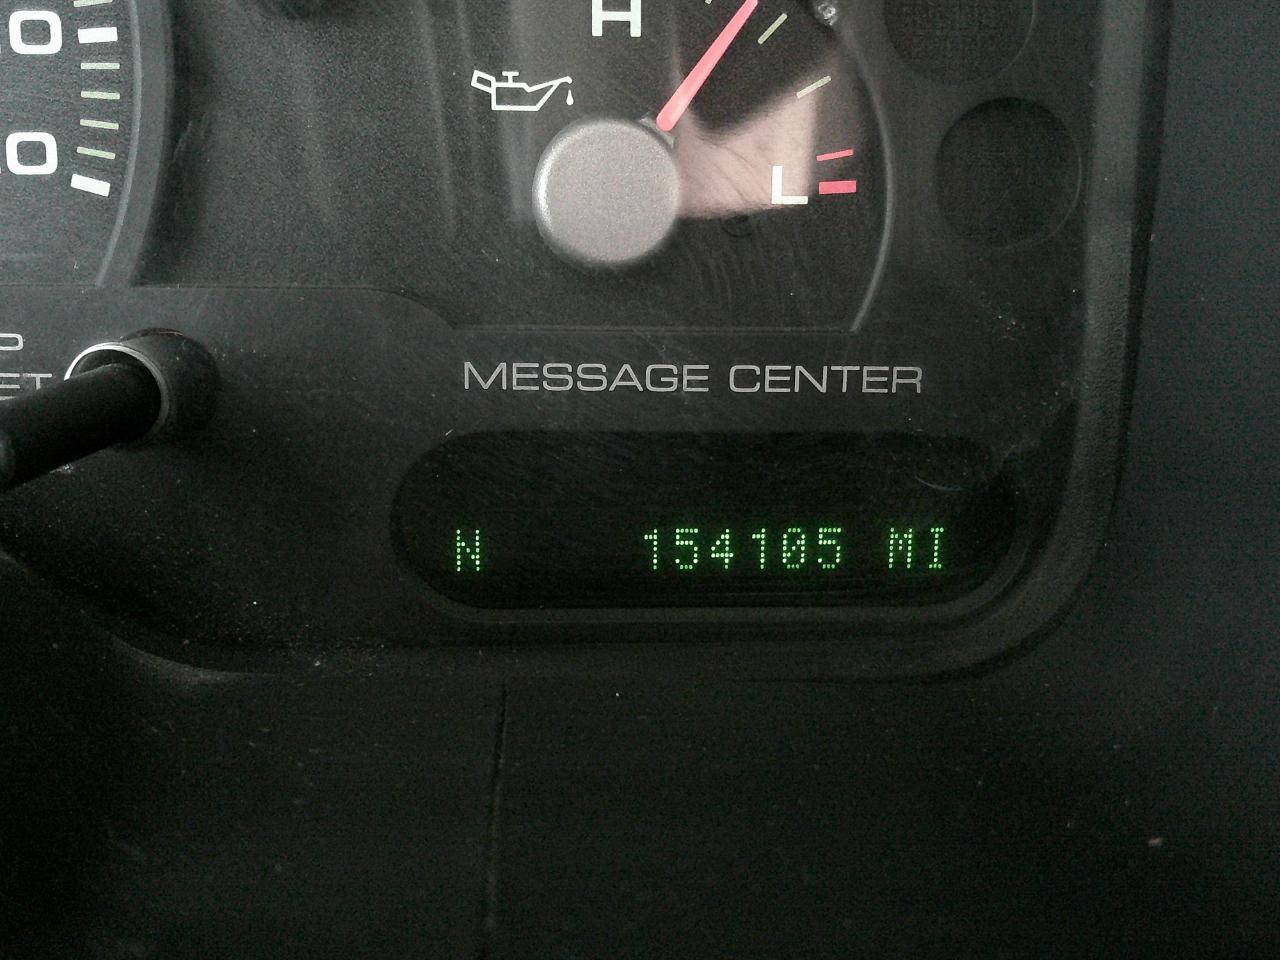 H
L
MESSAGE CENTER
N 154105 MI